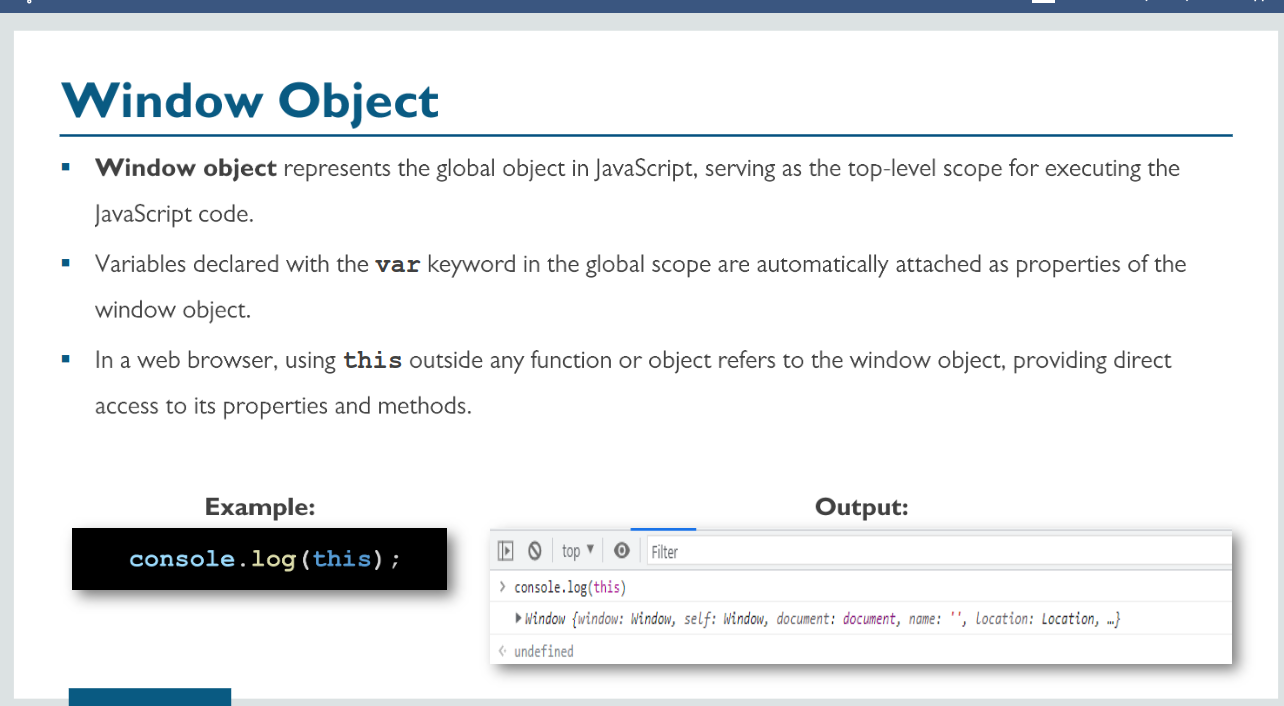 Window Object
Window object represents the global object in JavaScript, serving as the top-level scope for executing the
JavaScript code.
Variables declared with the var keyword in the global scope are automatically attached as properties of the
window object.
In a web browser, using this outside any function or object refers to the window object, providing direct
access to its properties and methods.
Example:
console.log(this);
Output:
top ▼ Filter
> console.log(this)
▶Window {window: Window, self: Window, document: document, name: '', location: Location, …}
<· undefined